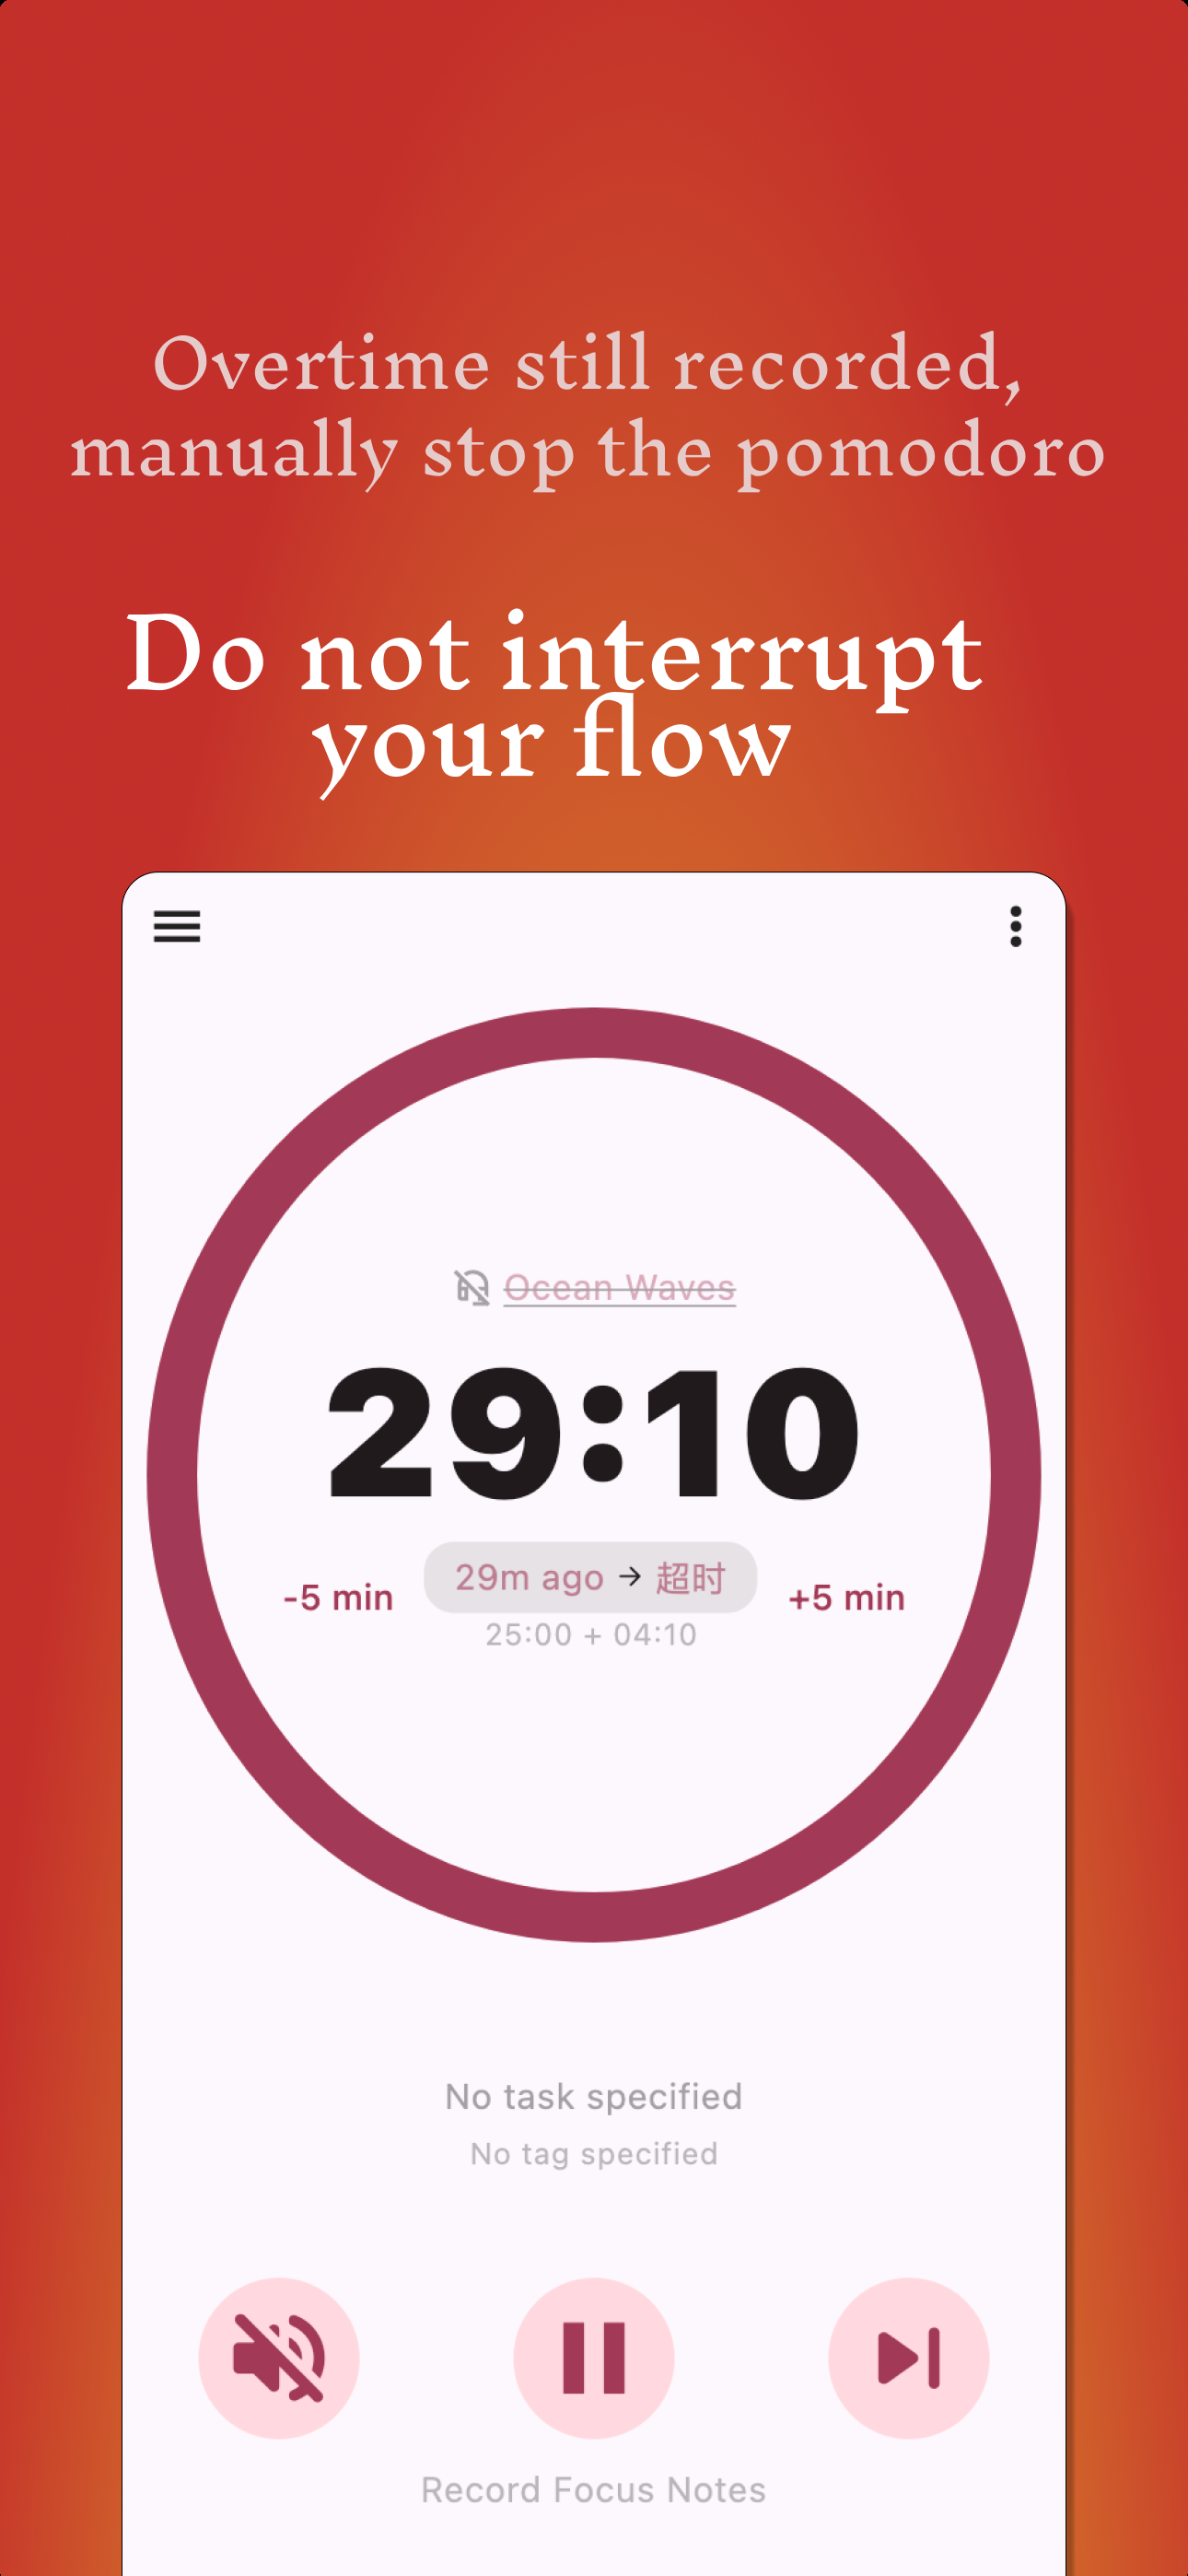 Overtime still recorded,
manually stop the pomodoro
Do not interrupt
your flow
Ocean Waves
29:10
-5 min
29m ago → 超时
+5 min
25:00 + 04:10
No task specified
No tag specified
Record Focus Notes